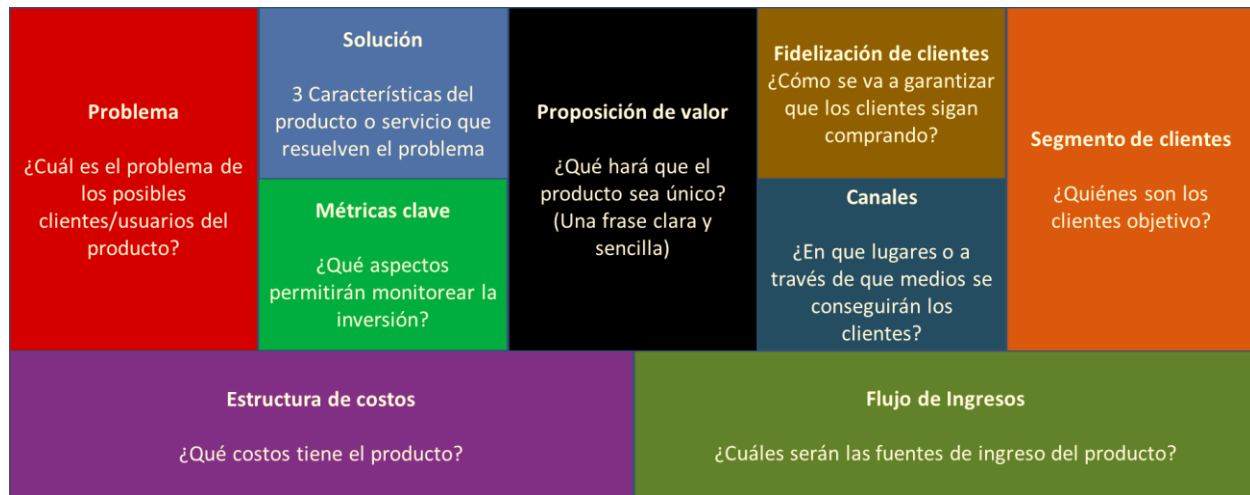 Problema
¿Cuál es el problema de
los posibles
clientes/usuarios del
producto?
Solución
3 Características del
producto o servicio que
resuelven el problema
Métricas clave
¿Qué aspectos
permitirán monitorear la
inversión?
Proposición de valor
¿Qué hará que el
producto sea único?
(Una frase clara y
sencilla)
Fidelización de clientes
¿Cómo se va a garantizar
que los clientes sigan
comprando?
Canales
¿En que lugares o a
través de que medios se
conseguirán los
clientes?
Segmento de clientes
¿Quiénes son los
clientes objetivo?
Estructura de costos
¿Qué costos tiene el producto?
Flujo de Ingresos
¿Cuáles serán las fuentes de ingreso del producto?